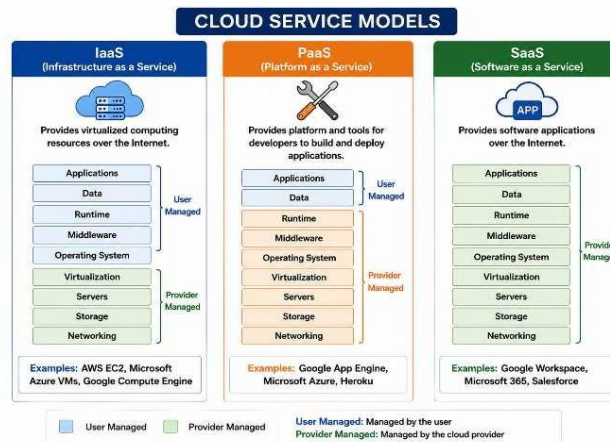 CLOUD SERVICE MODELS
IaaS
(Infrastructure as a Service)
Provides virtualized computing
resources over the Internet.
Applications
Data
Runtime
Middleware
Operating System
User
Managed
Virtualization
Servers
Storage
Networking
Provider
Managed
Examples: AWS EC2, Microsoft
Azure VMs, Google Compute Engine
PaaS
(Platform as a Service)
Provides platform and tools for
developers to build and deploy
applications.
Applications
Data
User
Managed
Runtime
Middleware
Operating System
Virtualization
Servers
Storage
Networking
Provider
Managed
Examples: Google App Engine,
Microsoft Azure, Heroku
SaaS
(Software as a Service)
APP
Provides software applications
over the Internet.
Applications
Data
Runtime
Middleware
Operating System
Virtualization
Servers
Storage
Networking
Provide
Managed
Examples: Google Workspace,
Microsoft 365, Salesforce
User Managed
Provider Managed
User Managed: Managed by the user
Provider Managed: Managed by the cloud provider